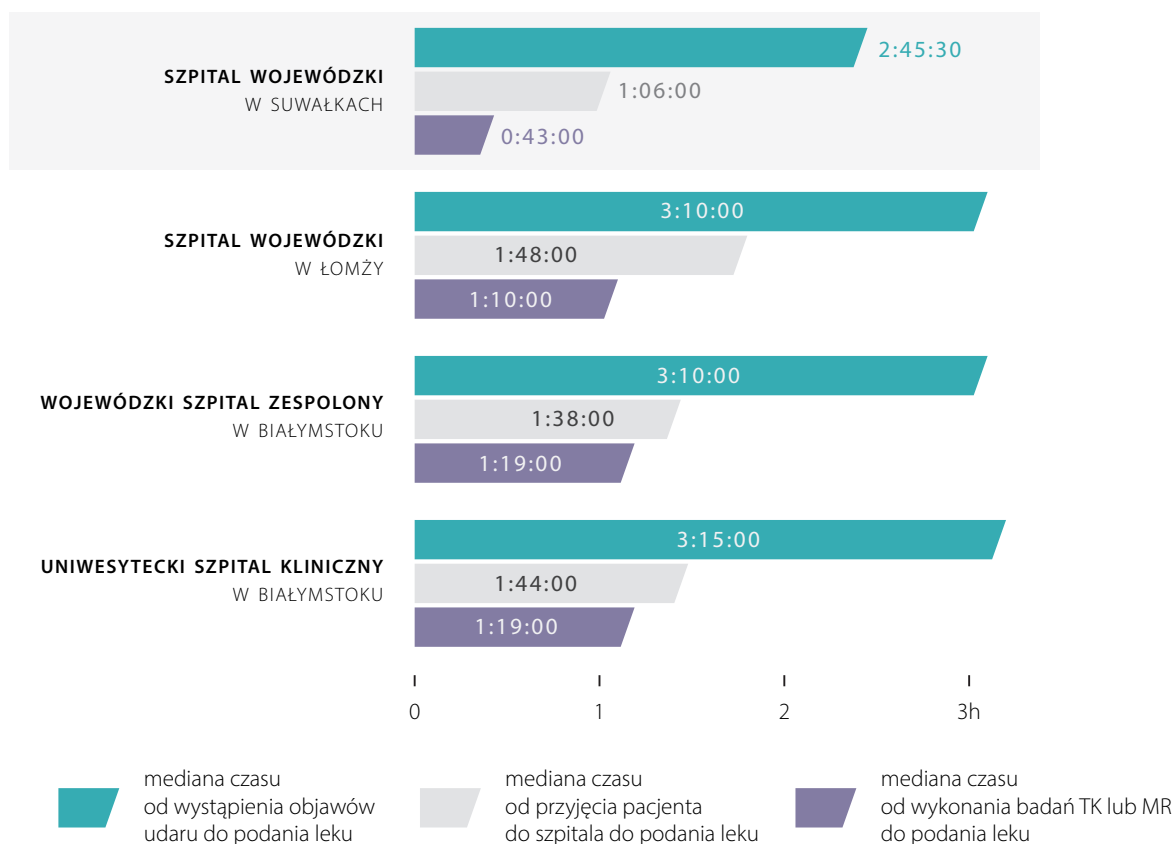 SZPITAL WOJEWÓDZKI
W SUWAŁKACH
2:45:30
1:06:00
0:43:00
SZPITAL WOJEWÓDZKI
W ŁOMŻY
3:10:00
1:48:00
1:10:00
WOJEWÓDZKI SZPITAL ZESPOLONY
W BIAŁYMSTOKU
3:10:00
1:38:00
1:19:00
UNIWESYTECKI SZPITAL KLINICZNY
W BIAŁYMSTOKU
3:15:00
1:44:00
1:19:00
0 1 2 3h
mediana czasu
od wystąpienia objawów
udaru do podania leku
mediana czasu
od przyjęcia pacjenta
do szpitala do podania leku
mediana czasu
od wykonania badań TK lub MR
do podania leku